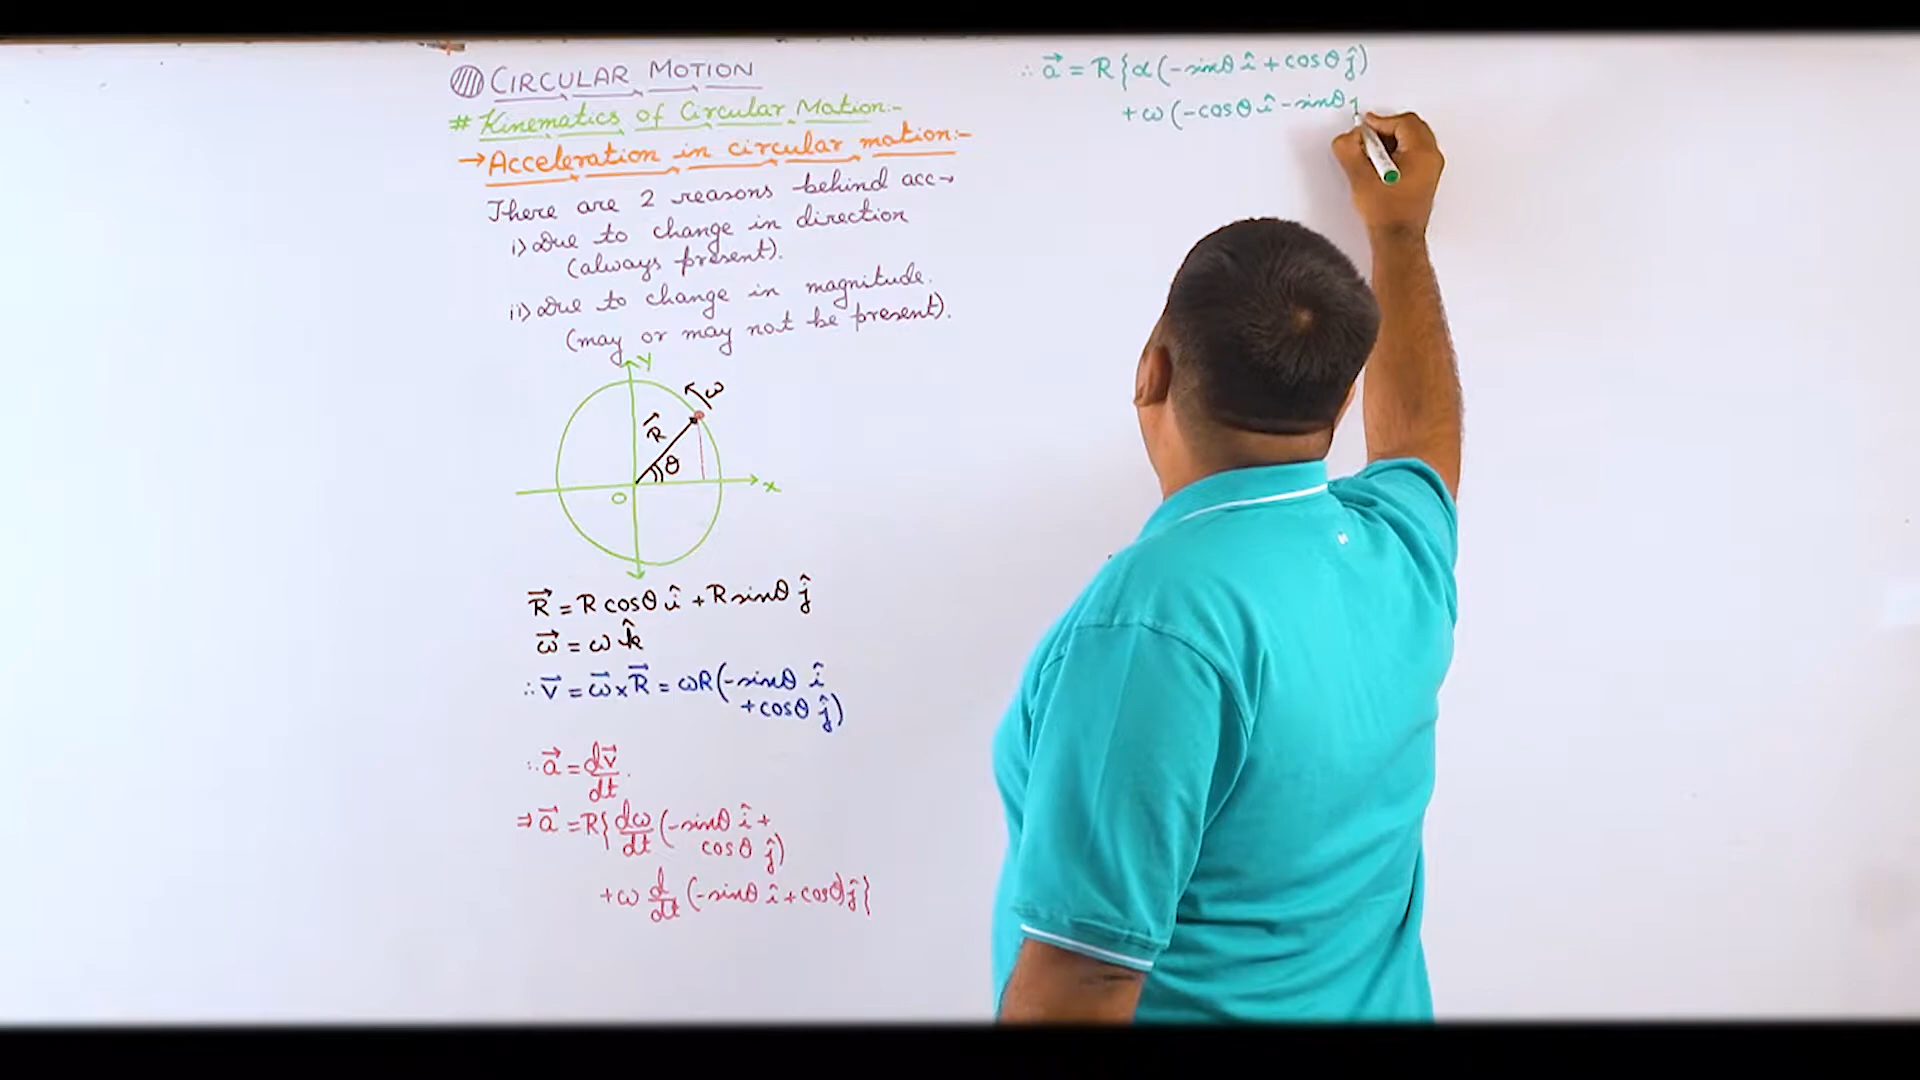 CIRCULAR MOTION
# Kinematics of Circular Motion:-
→Acceleration in circular motion:-
There are 2 reasons behind acc→
i) Due to change in direction
(always present).
ii) Due to change in magnitude.
(may or may not be present).
Y
ω
R⃗
θ
O
x
R⃗ = R cosθ î + R sinθ ĵ
ω⃗ = ω k̂
∴ v⃗ = ω⃗ × R⃗ = ωR(-sinθ î
+cosθ ĵ)
∴ a⃗ = dv⃗/dt.
⇒ a⃗ = R{dω/dt (-sinθ î +
cosθ ĵ)
+ω d/dt (-sinθ î + cosθ)ĵ}
∴ a⃗ = R{α(-sinθ î + cosθ ĵ)
+ω(-cosθ î - sinθ